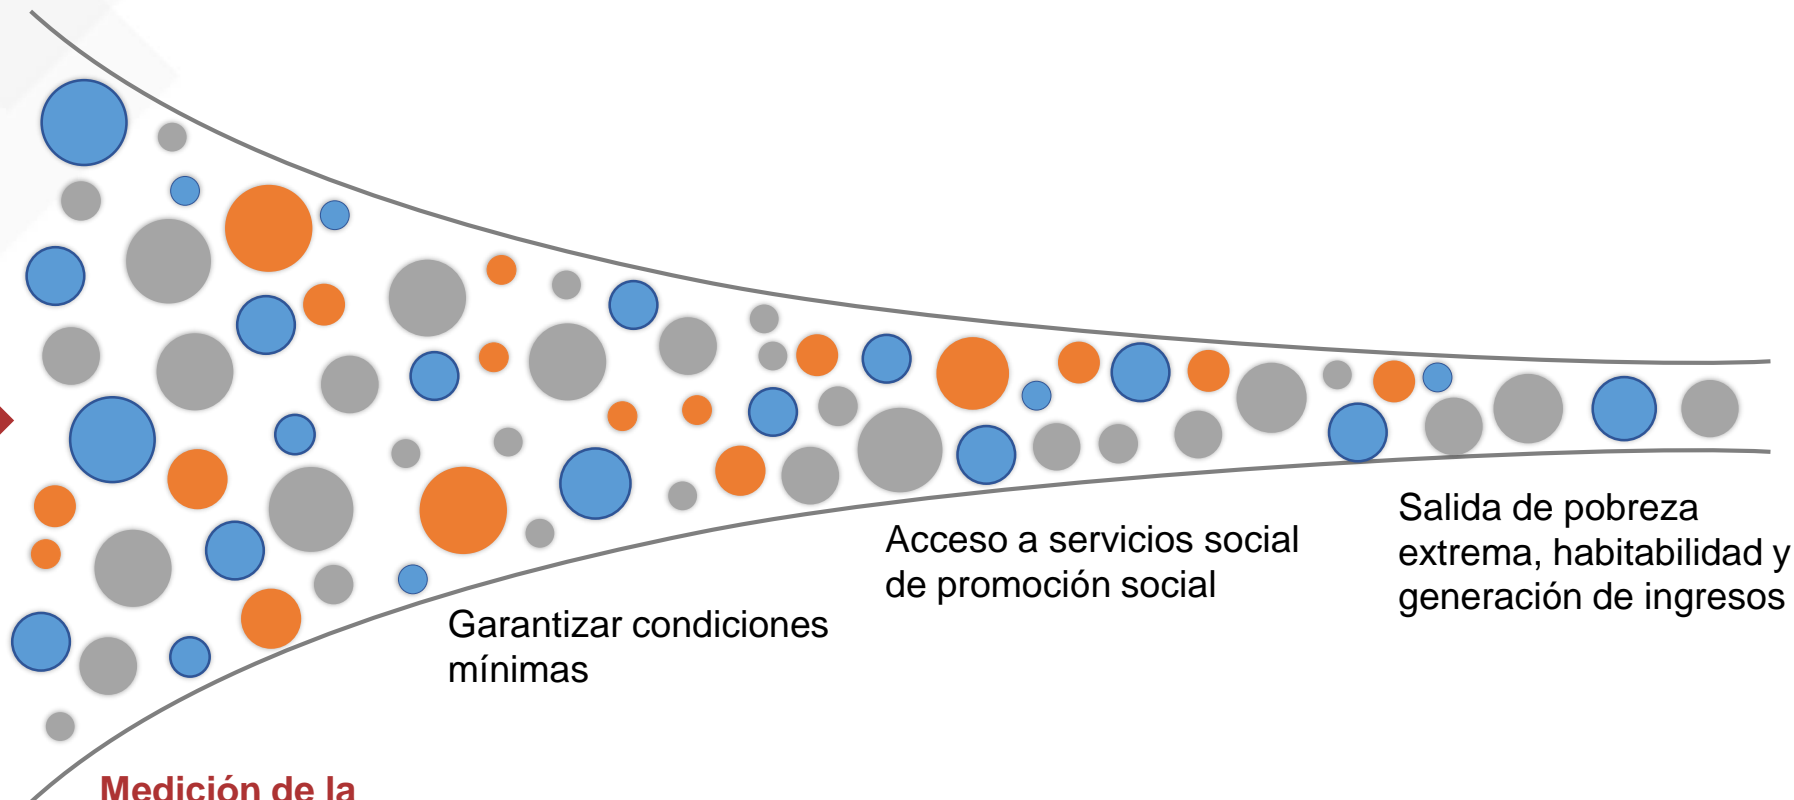 Garantizar condiciones
mínimas
Acceso a servicios social
de promoción social
Salida de pobreza
extrema, habitabilidad y
generación de ingresos
Medición de la